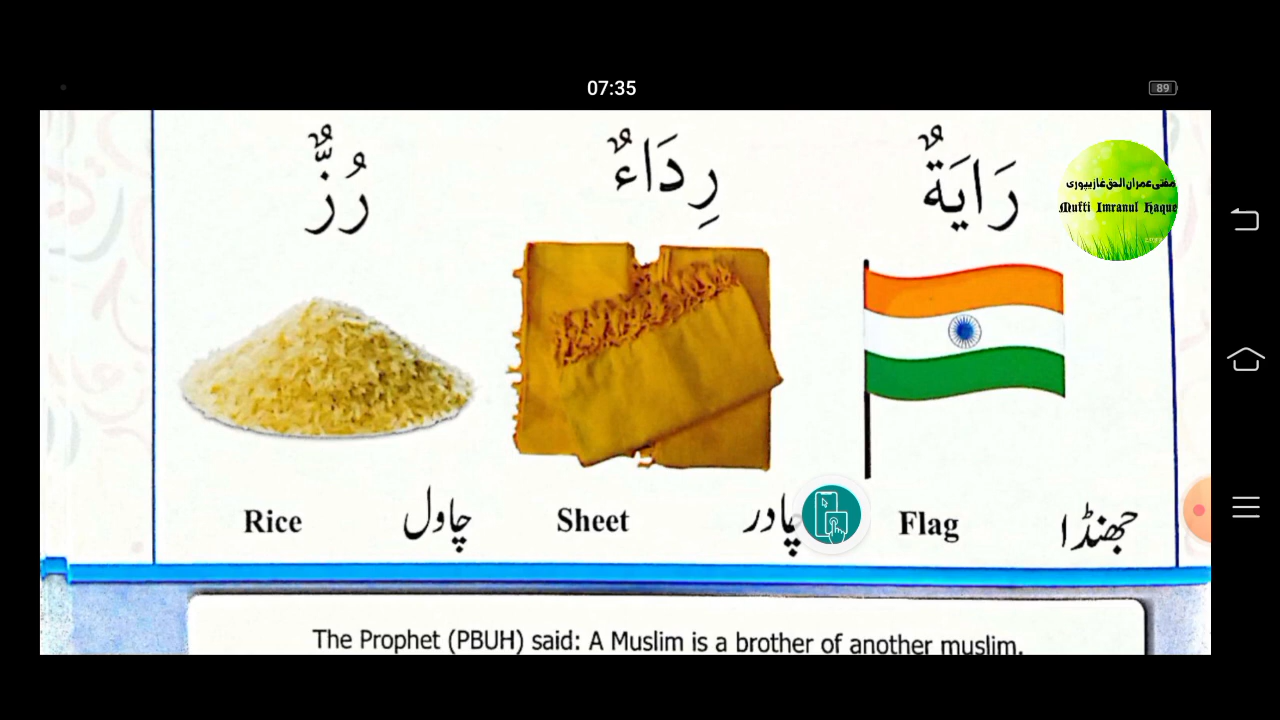 07:35
89
رَايَةٌ
رِدَاءٌ
رُزٌّ
مفتی عمران الحق غازیپوری
Mufti Imranul Haque
جھنڈا
Flag
چادر
Sheet
چاول
Rice
The Prophet (PBUH) said: A Muslim is a brother of another muslim.